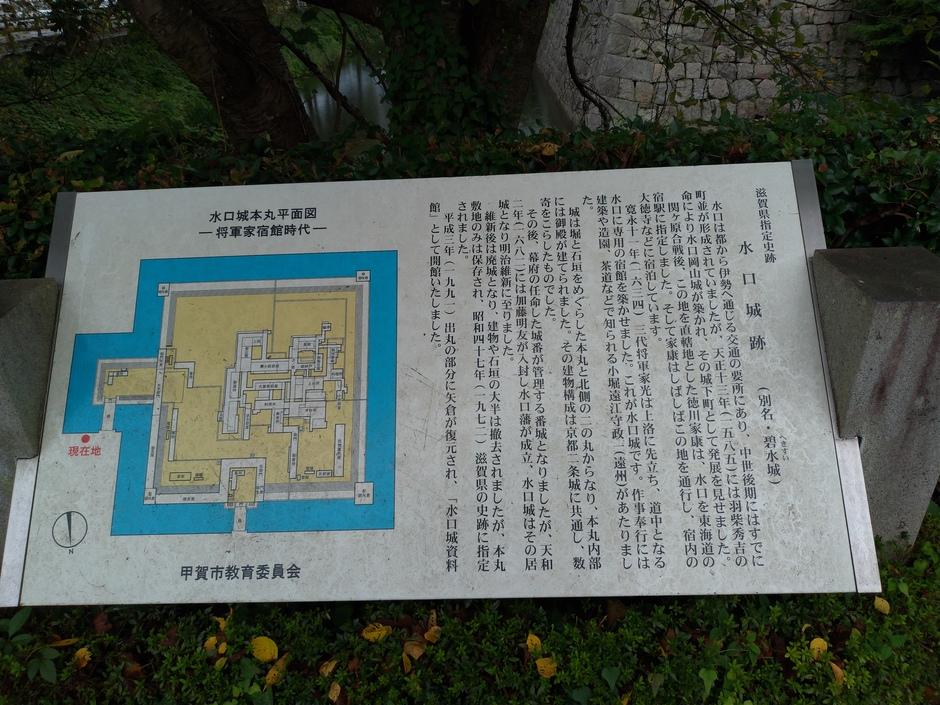 滋賀県指定史跡
水口城跡
(別名・碧水城)
へきすい
水口は都から伊勢へ通じる交通の要所にあり、中世後期にはすでに
町並が形成されていましたが、天正十三年(一五八五)には羽柴秀吉の
命により水口岡山城が築かれ、その城下町として発展を見せました。
関ヶ原合戦後、この地を直轄地とした徳川家康は、水口を東海道の
宿駅に指定しました。そして家康はしばしばこの地を通行し、宿内の
大徳寺などに宿泊しています。
寛永十一年(一六三四)三代将軍家光は上洛に先立ち、道中となる
水口に専用の宿館を築かせました。これが水口城です。作事奉行には
建築や造園、茶道などで知られる小堀遠江守政一(遠州)があたりまし
た。
城は堀と石垣をめぐらした本丸と北側の二の丸からなり、本丸内部
には御殿が建てられました。その建物構成は京都二条城に共通し、数
寄をこらしたものでした。
その後、幕府の任命した城番が管理する番城となりましたが、天和
二年(一六八二)には加藤明友が入封し水口藩が成立、水口城はその居
城となり明治維新に至りました。
維新後は廃城となり、建物や石垣の大半は撤去されましたが、本丸
敷地のみは保存され、昭和四十七年(一九七二)滋賀県の史跡に指定
されました。
平成三年(一九九一)出丸の部分に矢倉が復元され、「水口城資料
館」として開館いたしました。
水口城本丸平面図
―将軍家宿館時代―
現在地
N
甲賀市教育委員会